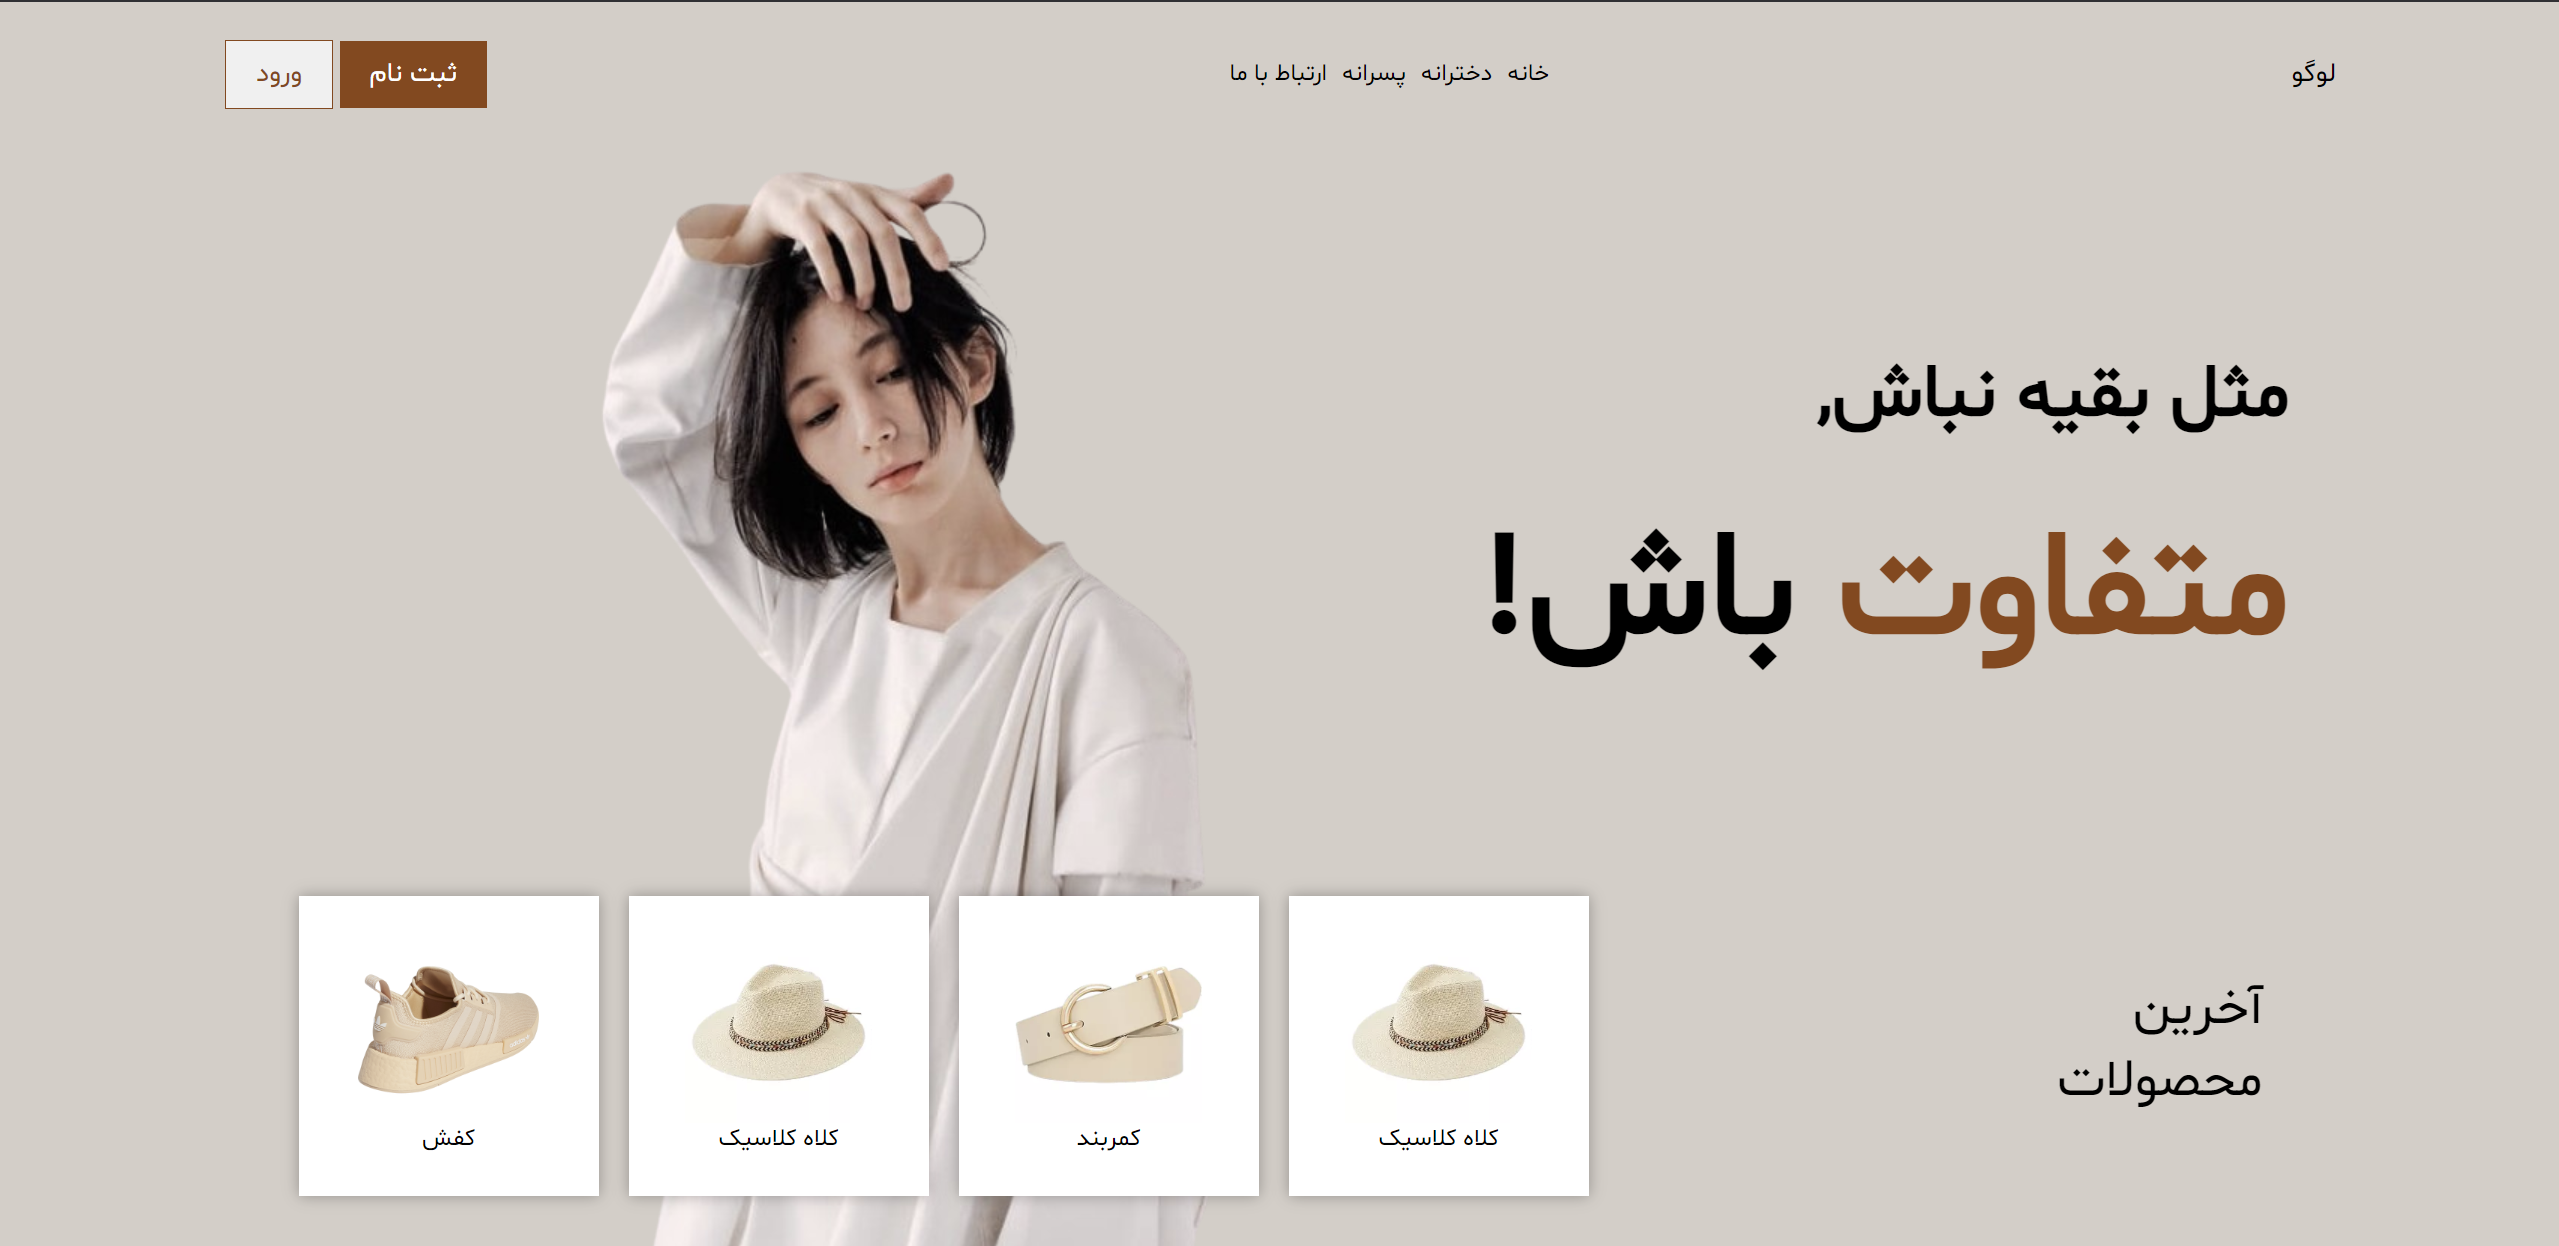 لوگو
خانه دخترانه پسرانه ارتباط با ما
ثبت نام
ورود
مثل بقیه نباش,
متفاوت باش!
آخرین
محصولات
کلاه کلاسیک
کمربند
کلاه کلاسیک
کفش